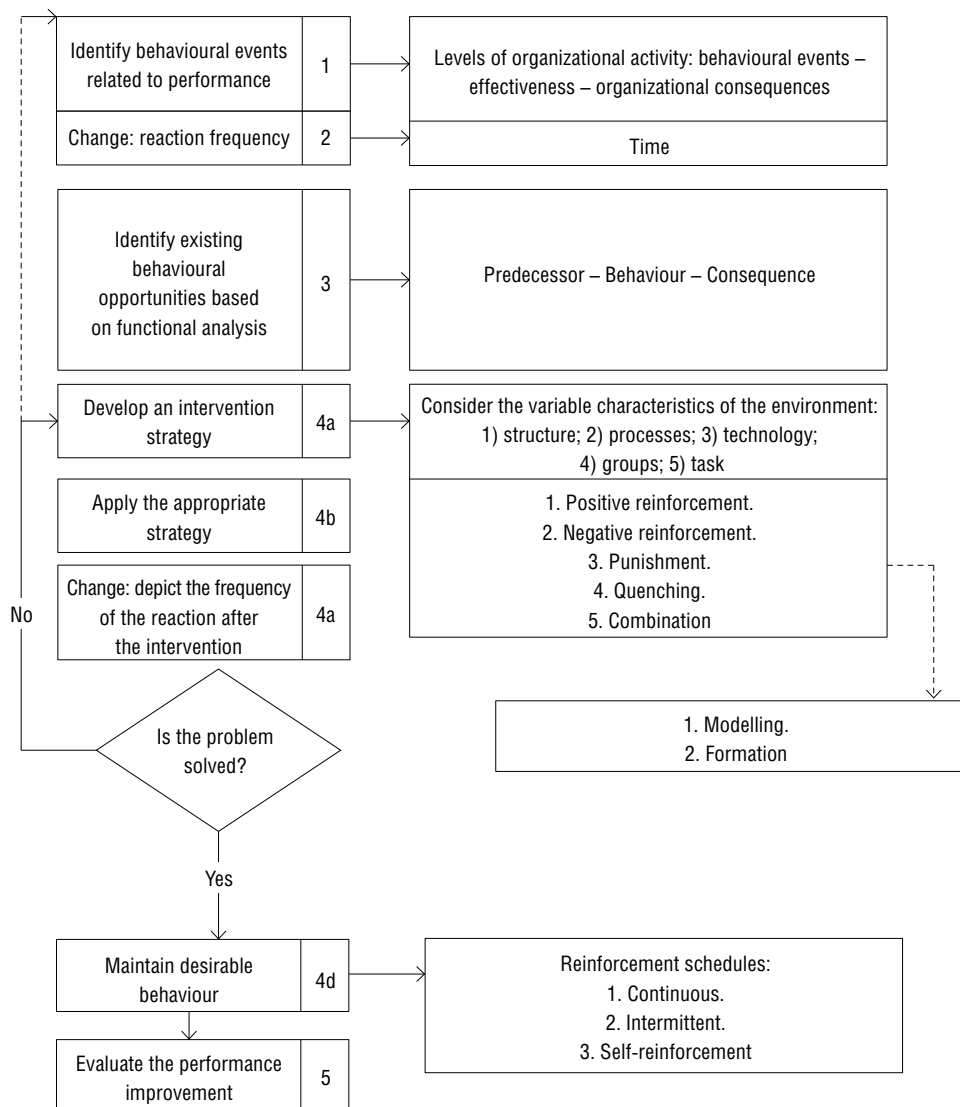 Identify behavioural events
related to performance
1
Levels of organizational activity: behavioural events –
effectiveness – organizational consequences
Change: reaction frequency
2
Time
Identify existing
behavioural
opportunities based
on functional analysis
3
Predecessor – Behaviour – Consequence
Develop an intervention
strategy
4a
Consider the variable characteristics of the environment:
1) structure; 2) processes; 3) technology;
4) groups; 5) task
Apply the appropriate
strategy
4b
1. Positive reinforcement.
2. Negative reinforcement.
3. Punishment.
4. Quenching.
5. Combination
Change: depict the frequency
of the reaction after
the intervention
4a
No
Is the problem
solved?
1. Modelling.
2. Formation
Yes
Maintain desirable
behaviour
4d
Reinforcement schedules:
1. Continuous.
2. Intermittent.
3. Self-reinforcement
Evaluate the performance
improvement
5